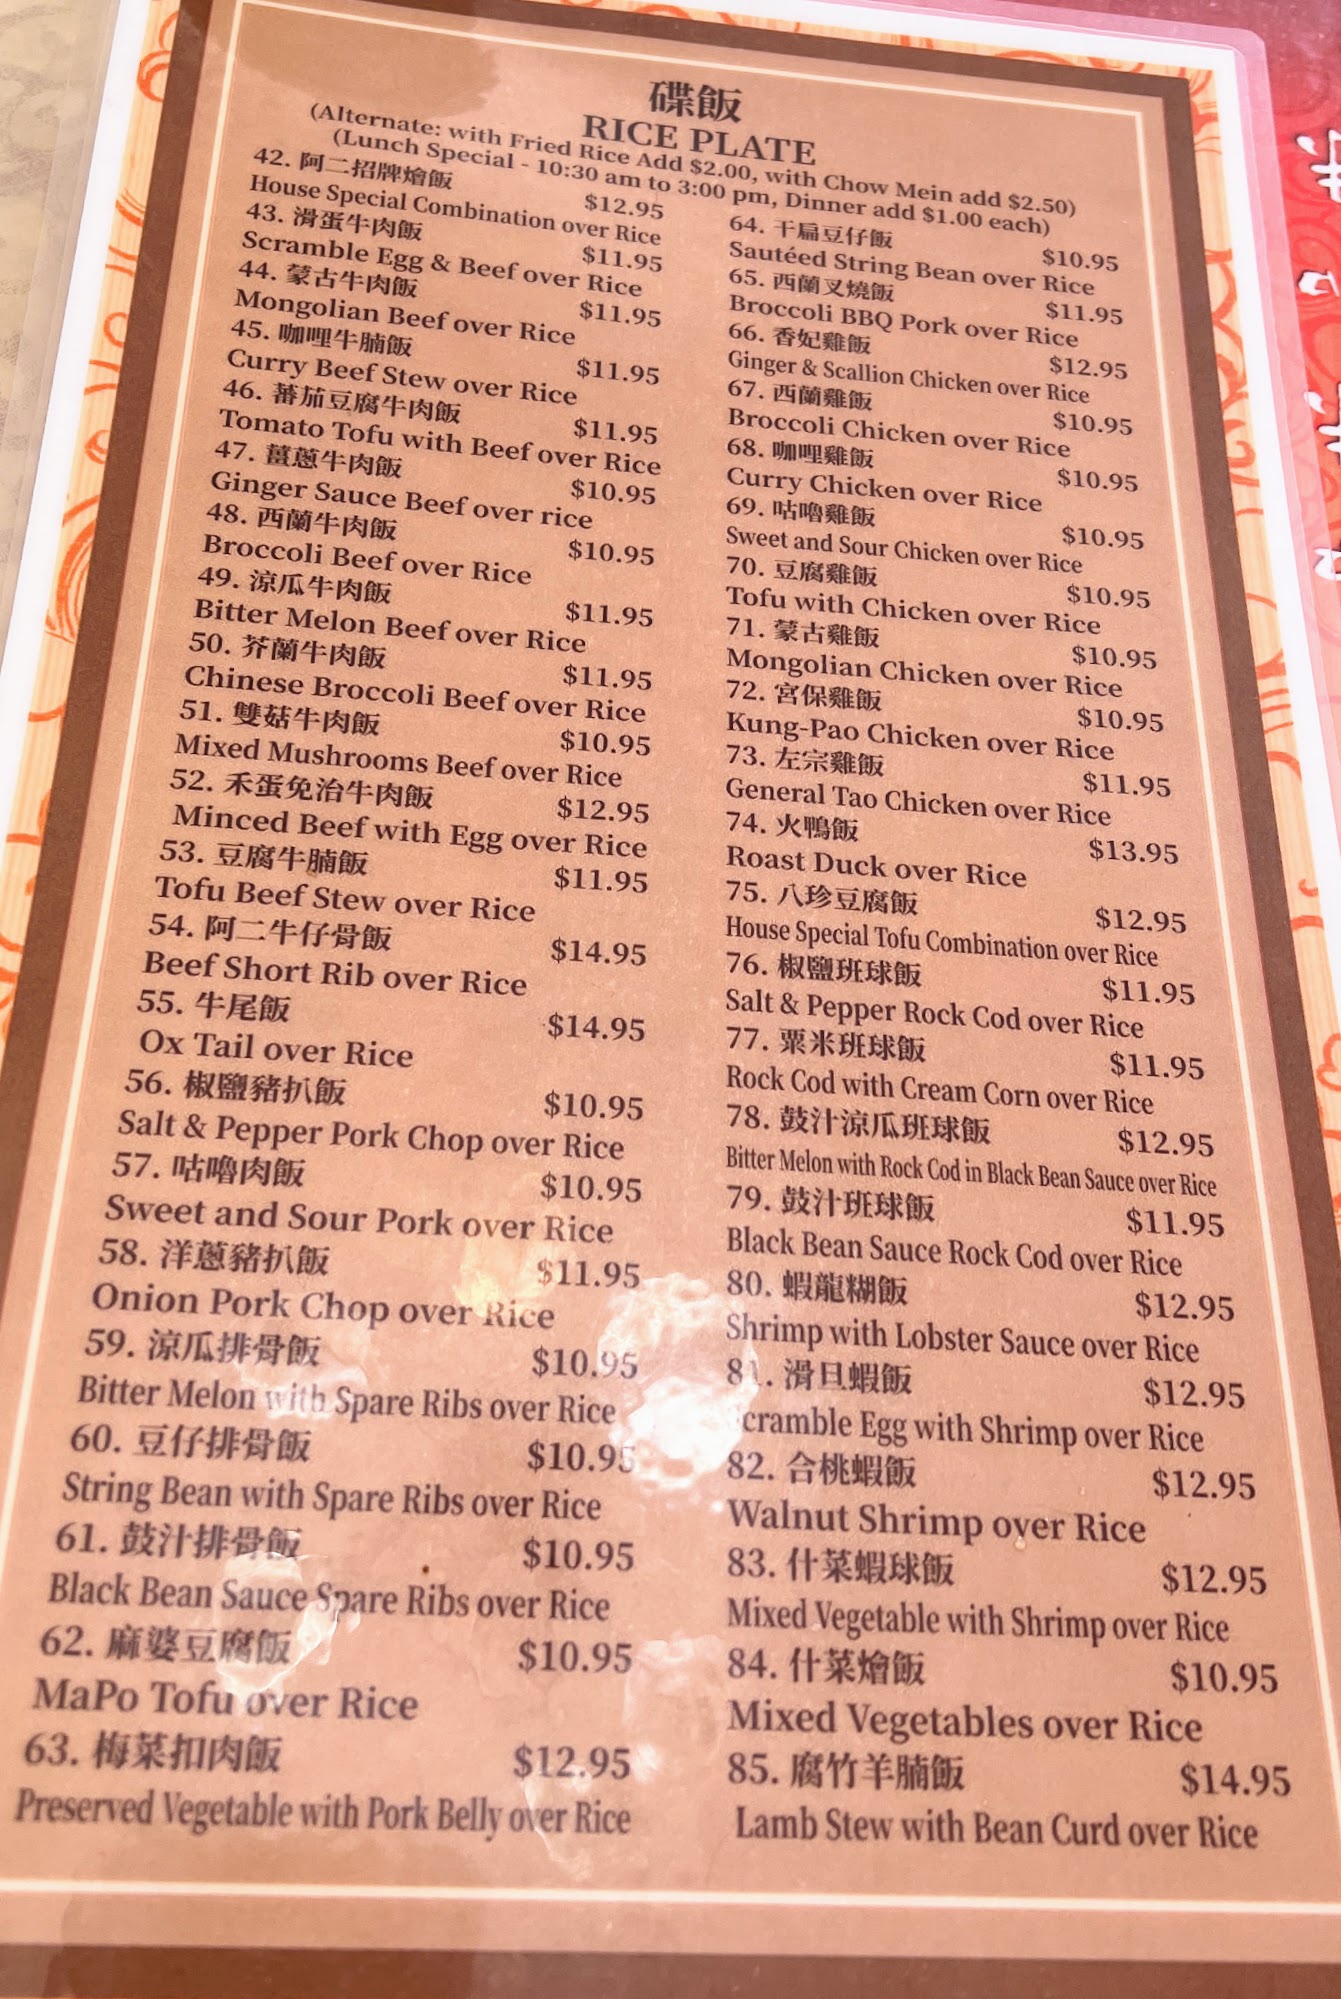 碟飯
RICE PLATE
(Alternate: with Fried Rice Add $2.00, with Chow Mein add $2.50)
(Lunch Special - 10:30 am to 3:00 pm, Dinner add $1.00 each)
42. 阿二招牌燴飯 $12.95
House Special Combination over Rice
43. 滑蛋牛肉飯 $11.95
Scramble Egg & Beef over Rice
44. 蒙古牛肉飯 $11.95
Mongolian Beef over Rice
45. 咖哩牛腩飯 $11.95
Curry Beef Stew over Rice
46. 蕃茄豆腐牛肉飯 $11.95
Tomato Tofu with Beef over Rice
47. 薑蔥牛肉飯 $10.95
Ginger Sauce Beef over rice
48. 西蘭牛肉飯 $10.95
Broccoli Beef over Rice
49. 涼瓜牛肉飯 $11.95
Bitter Melon Beef over Rice
50. 芥蘭牛肉飯 $11.95
Chinese Broccoli Beef over Rice
51. 雙菇牛肉飯 $10.95
Mixed Mushrooms Beef over Rice
52. 禾蛋免治牛肉飯 $12.95
Minced Beef with Egg over Rice
53. 豆腐牛腩飯 $11.95
Tofu Beef Stew over Rice
54. 阿二牛仔骨飯 $14.95
Beef Short Rib over Rice
55. 牛尾飯 $14.95
Ox Tail over Rice
56. 椒鹽豬扒飯 $10.95
Salt & Pepper Pork Chop over Rice
57. 咕嚕肉飯 $10.95
Sweet and Sour Pork over Rice
58. 洋蔥豬扒飯 $11.95
Onion Pork Chop over Rice
59. 涼瓜排骨飯 $10.95
Bitter Melon with Spare Ribs over Rice
60. 豆仔排骨飯 $10.95
String Bean with Spare Ribs over Rice
61. 鼓汁排骨飯 $10.95
Black Bean Sauce Spare Ribs over Rice
62. 麻婆豆腐飯 $10.95
MaPo Tofu over Rice
63. 梅菜扣肉飯 $12.95
Preserved Vegetable with Pork Belly over Rice
64. 干扁豆仔飯 $10.95
Sautéed String Bean over Rice
65. 西蘭叉燒飯 $11.95
Broccoli BBQ Pork over Rice
66. 香妃雞飯 $12.95
Ginger & Scallion Chicken over Rice
67. 西蘭雞飯 $10.95
Broccoli Chicken over Rice
68. 咖哩雞飯 $10.95
Curry Chicken over Rice
69. 咕嚕雞飯 $10.95
Sweet and Sour Chicken over Rice
70. 豆腐雞飯 $10.95
Tofu with Chicken over Rice
71. 蒙古雞飯 $10.95
Mongolian Chicken over Rice
72. 宮保雞飯 $10.95
Kung-Pao Chicken over Rice
73. 左宗雞飯 $11.95
General Tao Chicken over Rice
74. 火鴨飯 $13.95
Roast Duck over Rice
75. 八珍豆腐飯 $12.95
House Special Tofu Combination over Rice
76. 椒鹽班球飯 $11.95
Salt & Pepper Rock Cod over Rice
77. 粟米班球飯 $11.95
Rock Cod with Cream Corn over Rice
78. 鼓汁涼瓜班球飯 $12.95
Bitter Melon with Rock Cod in Black Bean Sauce over Rice
79. 鼓汁班球飯 $11.95
Black Bean Sauce Rock Cod over Rice
80. 蝦龍糊飯 $12.95
Shrimp with Lobster Sauce over Rice
81. 滑旦蝦飯 $12.95
Scramble Egg with Shrimp over Rice
82. 合桃蝦飯 $12.95
Walnut Shrimp over Rice
83. 什菜蝦球飯 $12.95
Mixed Vegetable with Shrimp over Rice
84. 什菜燴飯 $10.95
Mixed Vegetables over Rice
85. 腐竹羊腩飯 $14.95
Lamb Stew with Bean Curd over Rice